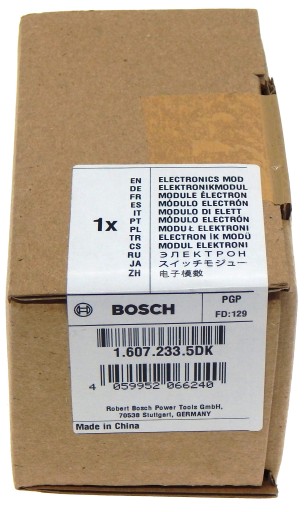 1x
EN ELECTRONICS MOD
DE ELEKTRONIKMODUL
FR MODULE ÉLECTRON
ES MÓDULO ELECTRÓN
IT MODULO DI ELETT
PT MÓDULO ELECTRÓN
PL MODUŁ ELEKTRONI
TR ELECTRON İK MODÜ
CS MODUL ELEKTRONI
RU ЭЛЕКТРОН
JA スイッチモジュー
ZH 电子模数
BOSCH
PGP
FD:129
1.607.233.5DK
4 059952 066240
Robert Bosch Power Tools GmbH,
70538 Stuttgart, GERMANY
Made in China